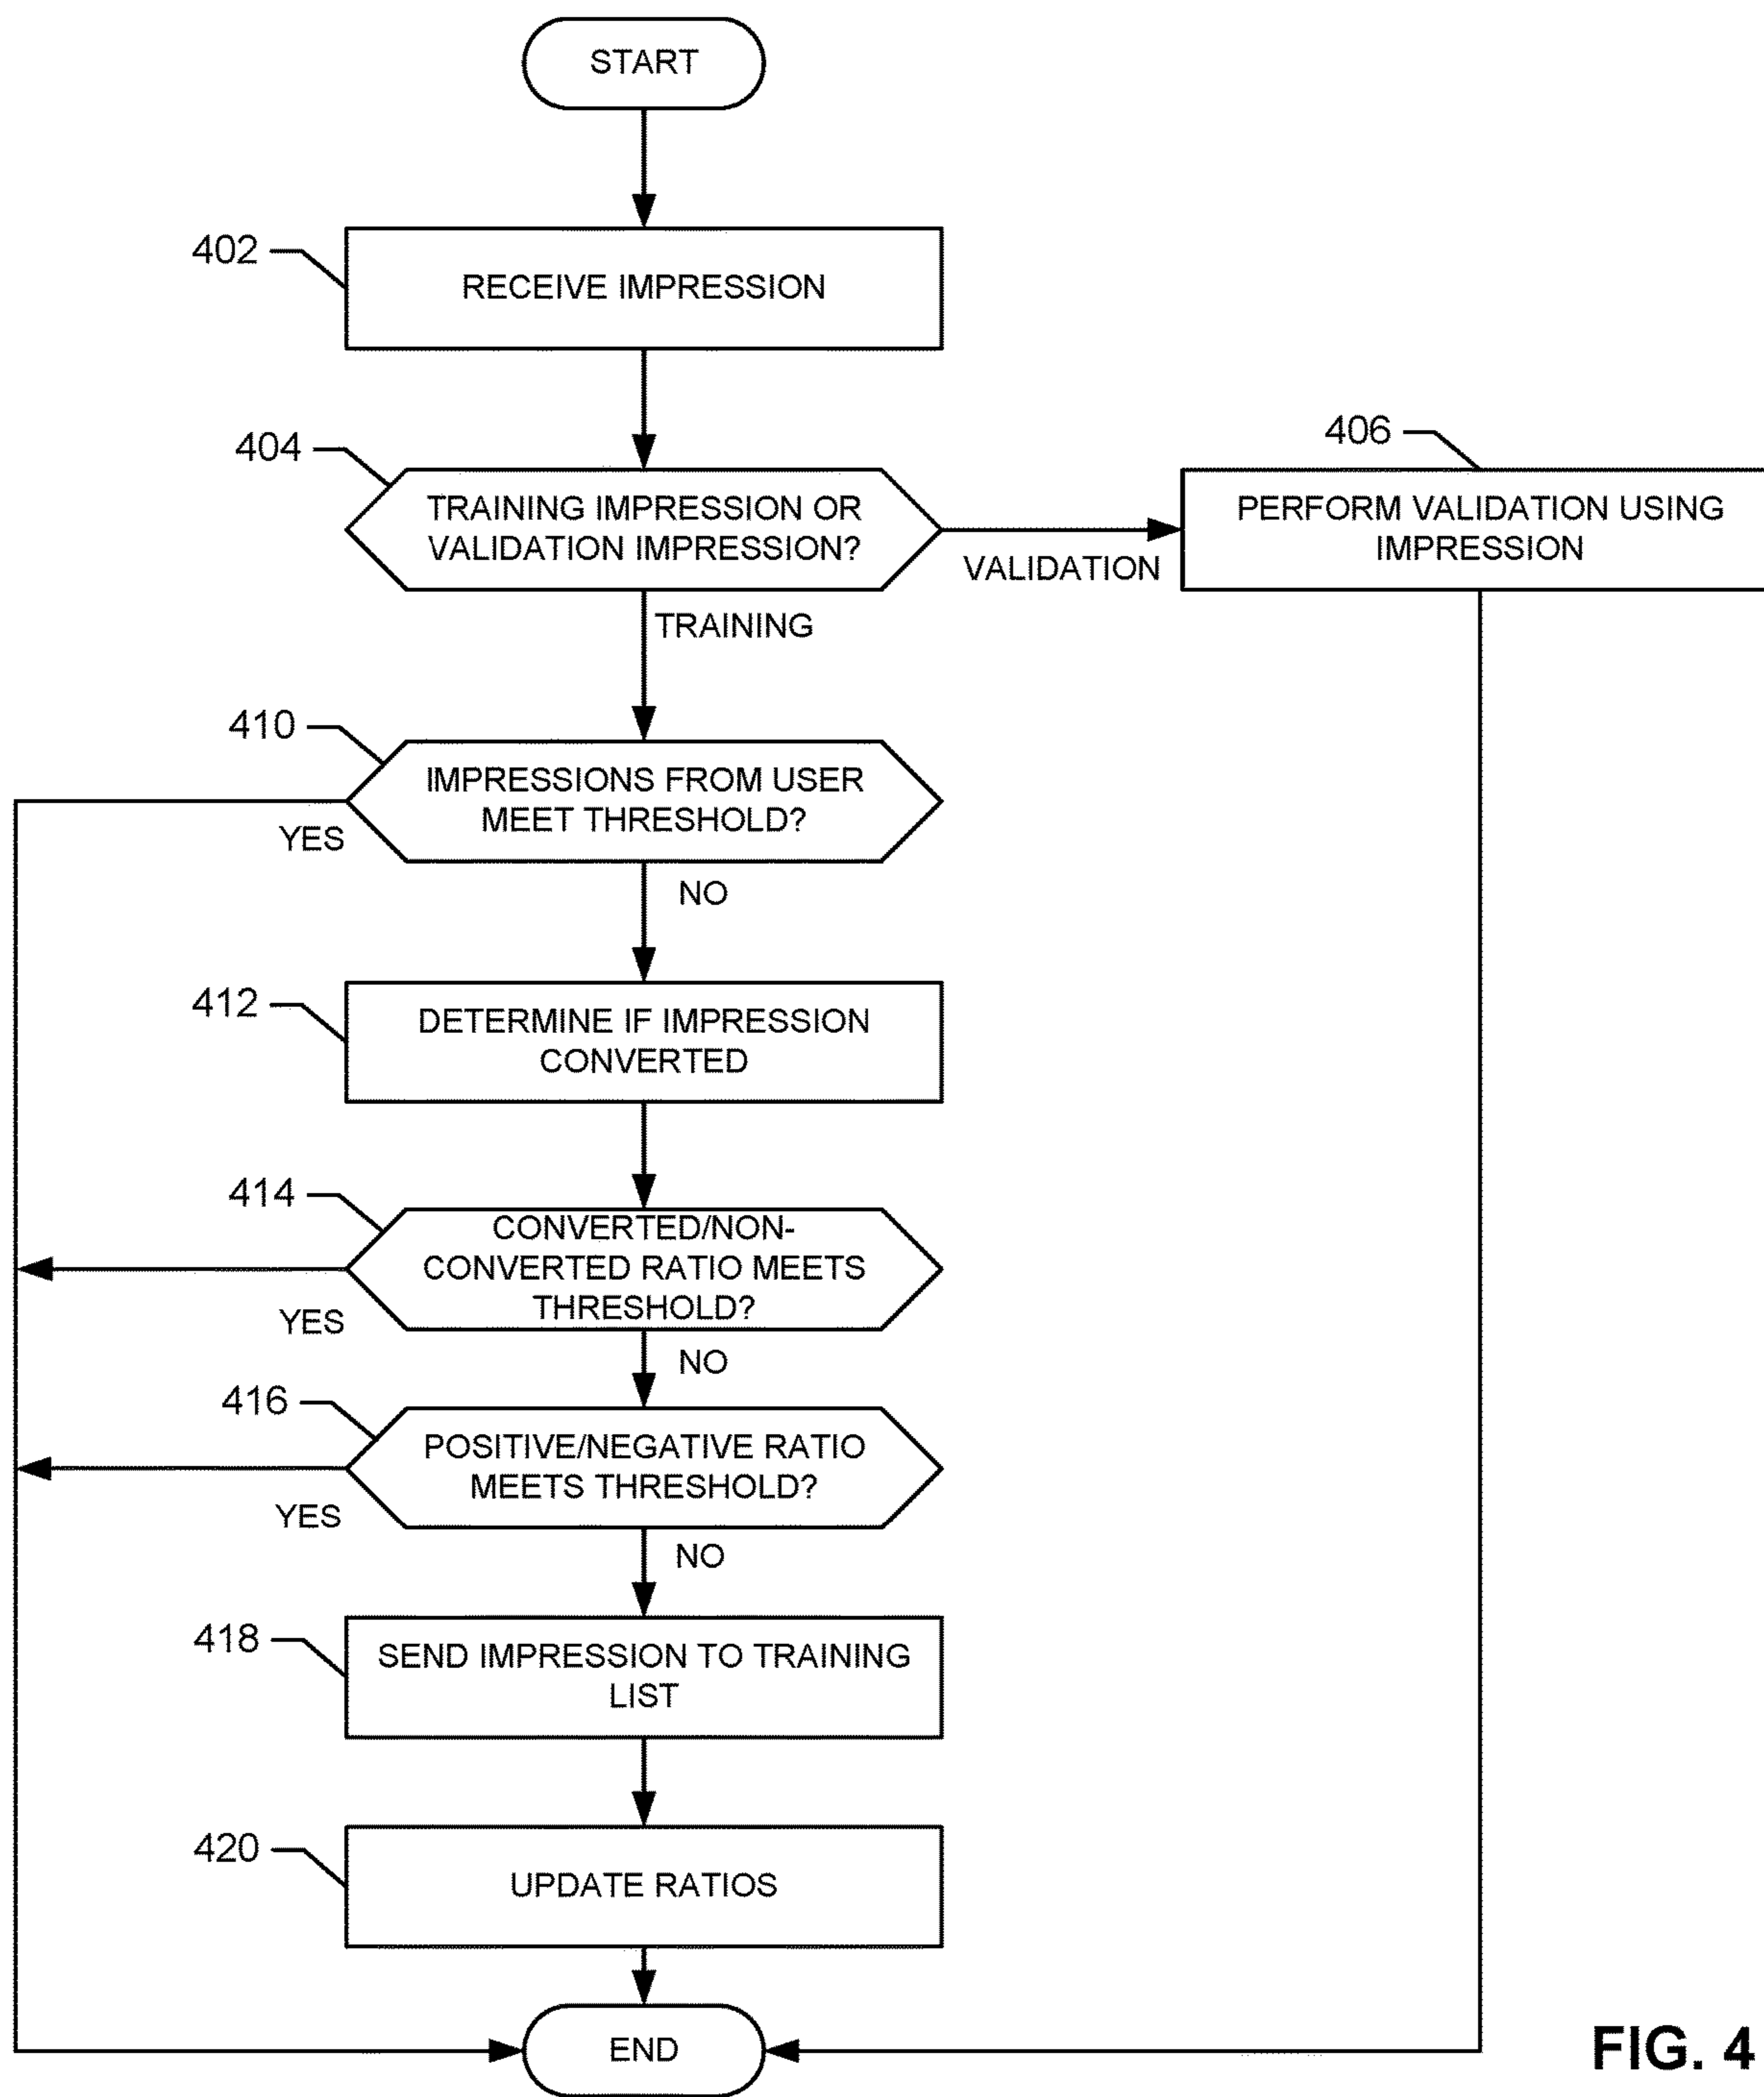 START
402
RECEIVE IMPRESSION
404
TRAINING IMPRESSION OR
VALIDATION IMPRESSION?
VALIDATION
406
PERFORM VALIDATION USING
IMPRESSION
TRAINING
410
IMPRESSIONS FROM USER
MEET THRESHOLD?
YES
NO
412
DETERMINE IF IMPRESSION
CONVERTED
414
CONVERTED/NON-
CONVERTED RATIO MEETS
THRESHOLD?
YES
NO
416
POSITIVE/NEGATIVE RATIO
MEETS THRESHOLD?
YES
NO
418
SEND IMPRESSION TO TRAINING
LIST
420
UPDATE RATIOS
END
FIG. 4